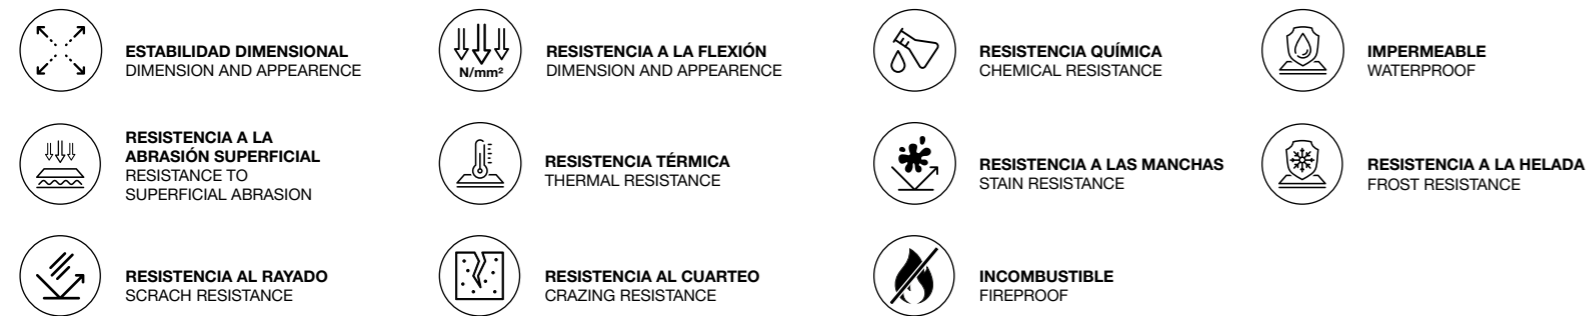 ESTABILIDAD DIMENSIONAL
DIMENSION AND APPEARENCE
N/mm²
RESISTENCIA A LA FLEXIÓN
DIMENSION AND APPEARENCE
RESISTENCIA QUÍMICA
CHEMICAL RESISTANCE
IMPERMEABLE
WATERPROOF
RESISTENCIA A LA
ABRASIÓN SUPERFICIAL
RESISTANCE TO
SUPERFICIAL ABRASION
RESISTENCIA TÉRMICA
THERMAL RESISTANCE
RESISTENCIA A LAS MANCHAS
STAIN RESISTANCE
RESISTENCIA A LA HELADA
FROST RESISTANCE
RESISTENCIA AL RAYADO
SCRACH RESISTANCE
RESISTENCIA AL CUARTEO
CRAZING RESISTANCE
INCOMBUSTIBLE
FIREPROOF